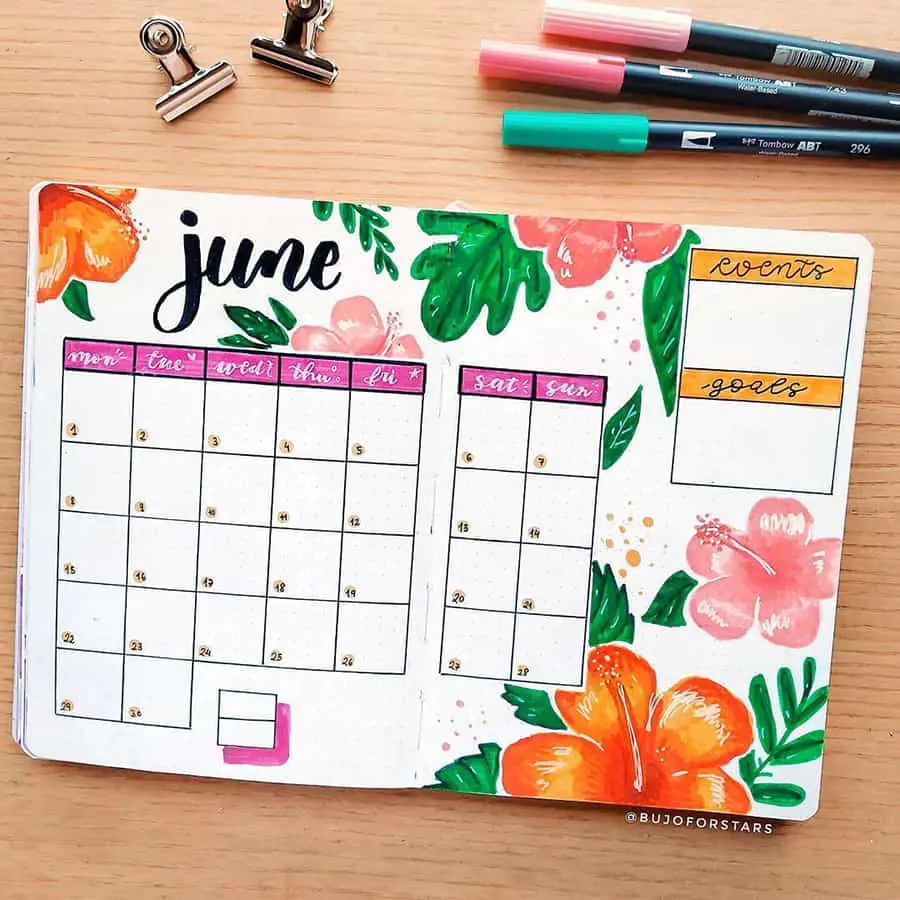 Tombow ABT
Water-Based
743
Tombow ABT 296
Water-Based
june
events
goals
mon tue wed thu fri
sat sun
1 2 3 4 5 6 7
8 9 10 11 12 13 14
15 16 17 18 19 20 21
22 23 24 25 26 27 28
29 30
@BUJOFORSTARS